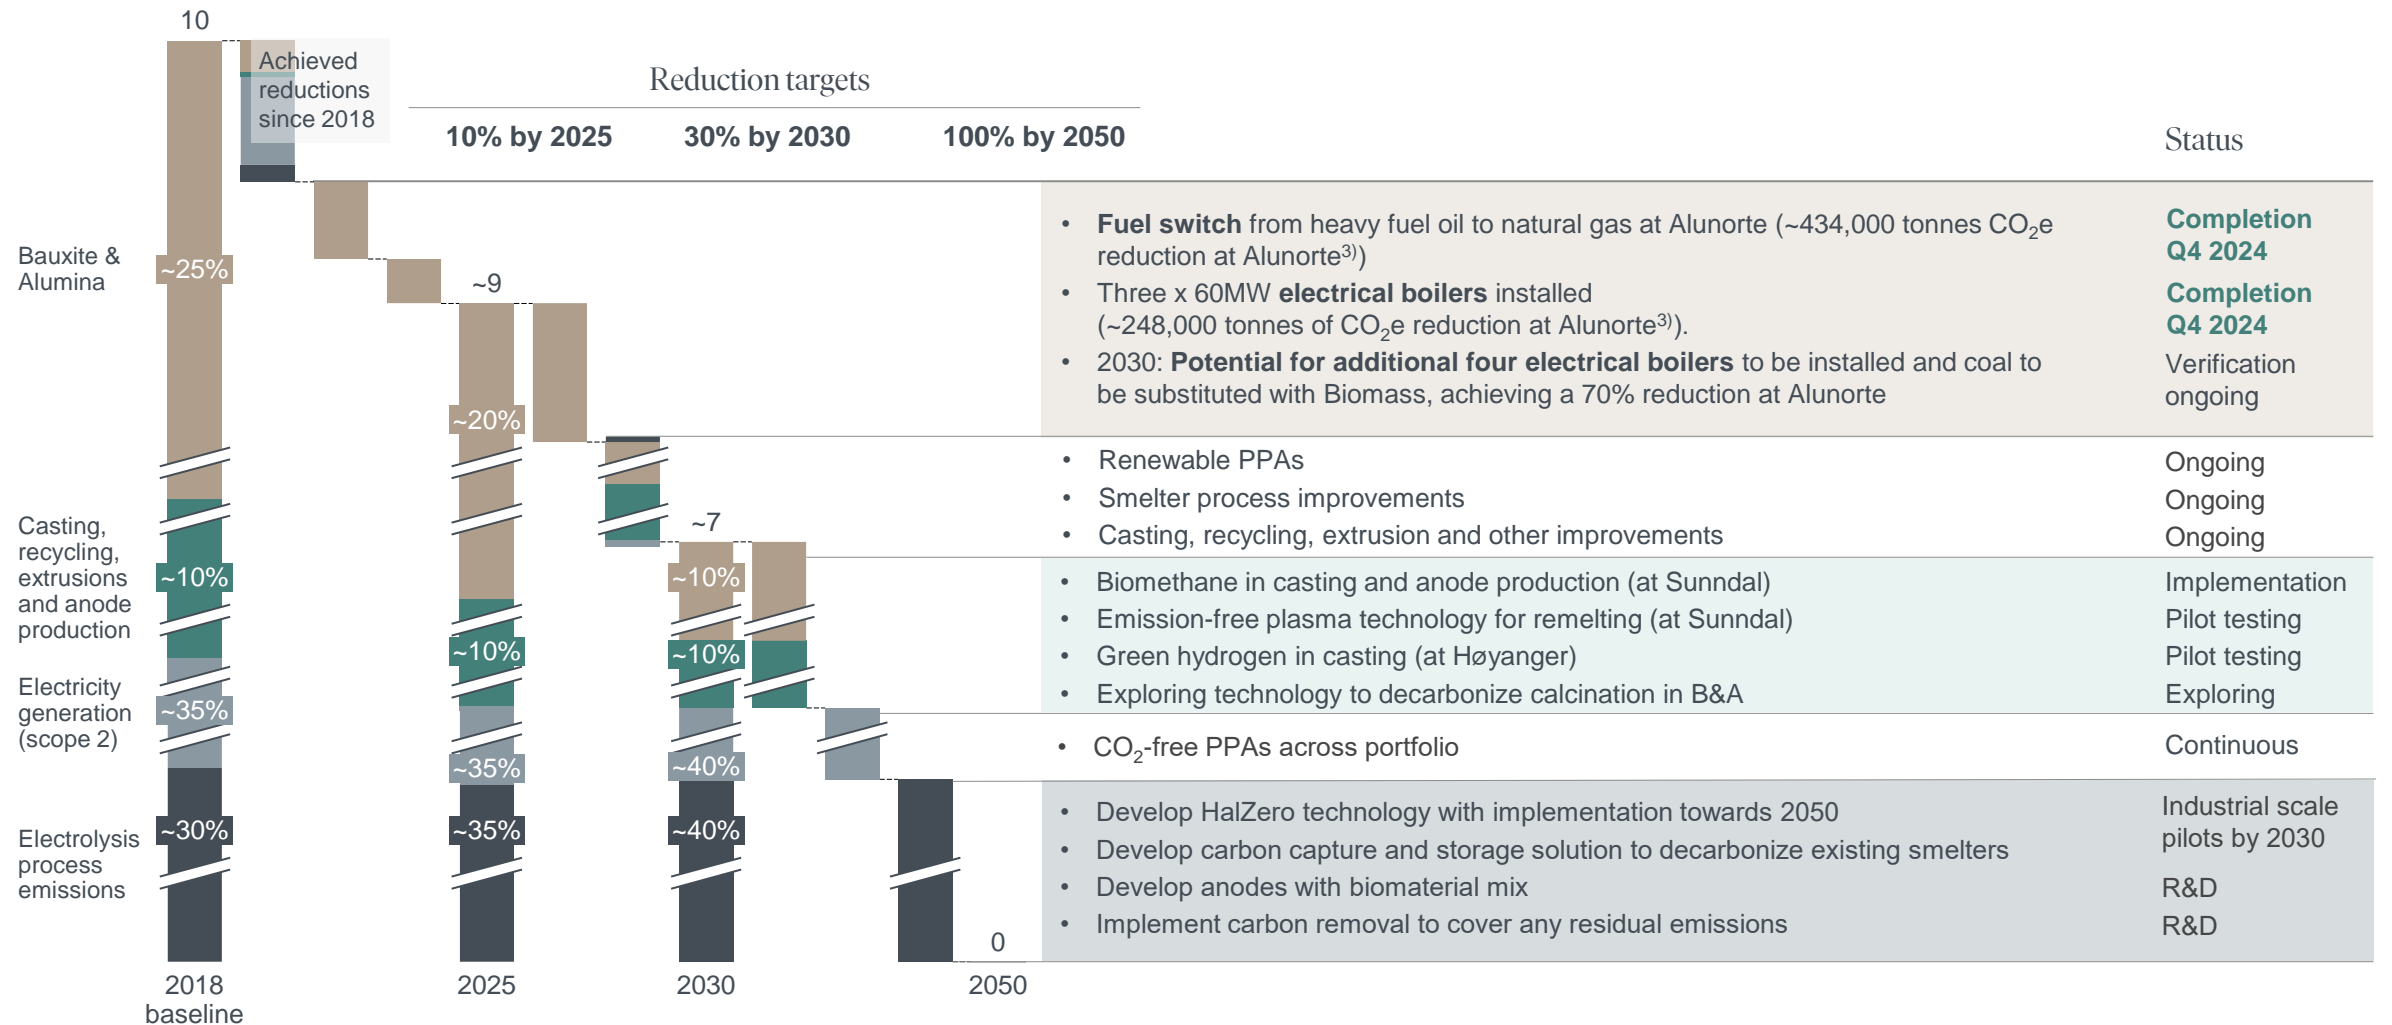 10
Achieved
reductions
since 2018
Reduction targets
10% by 2025
30% by 2030
100% by 2050
Status
Bauxite &
Alumina
~25%
~9
~20%
• Fuel switch from heavy fuel oil to natural gas at Alunorte (~434,000 tonnes CO2e
reduction at Alunorte3))
Completion
Q4 2024
• Three x 60MW electrical boilers installed
(~248,000 tonnes of CO2e reduction at Alunorte3)).
Completion
Q4 2024
• 2030: Potential for additional four electrical boilers to be installed and coal to
be substituted with Biomass, achieving a 70% reduction at Alunorte
Verification
ongoing
• Renewable PPAs
Ongoing
• Smelter process improvements
Ongoing
• Casting, recycling, extrusion and other improvements
Ongoing
Casting,
recycling,
extrusions
and anode
production
~10%
~10%
~7
~10%
~10%
• Biomethane in casting and anode production (at Sunndal)
Implementation
• Emission-free plasma technology for remelting (at Sunndal)
Pilot testing
• Green hydrogen in casting (at Høyanger)
Pilot testing
• Exploring technology to decarbonize calcination in B&A
Exploring
Electricity
generation
(scope 2)
~35%
~35%
~40%
• CO2-free PPAs across portfolio
Continuous
Electrolysis
process
emissions
~30%
~35%
~40%
• Develop HalZero technology with implementation towards 2050
• Develop carbon capture and storage solution to decarbonize existing smelters
Industrial scale
pilots by 2030
• Develop anodes with biomaterial mix
R&D
• Implement carbon removal to cover any residual emissions
R&D
0
2018
baseline
2025
2030
2050